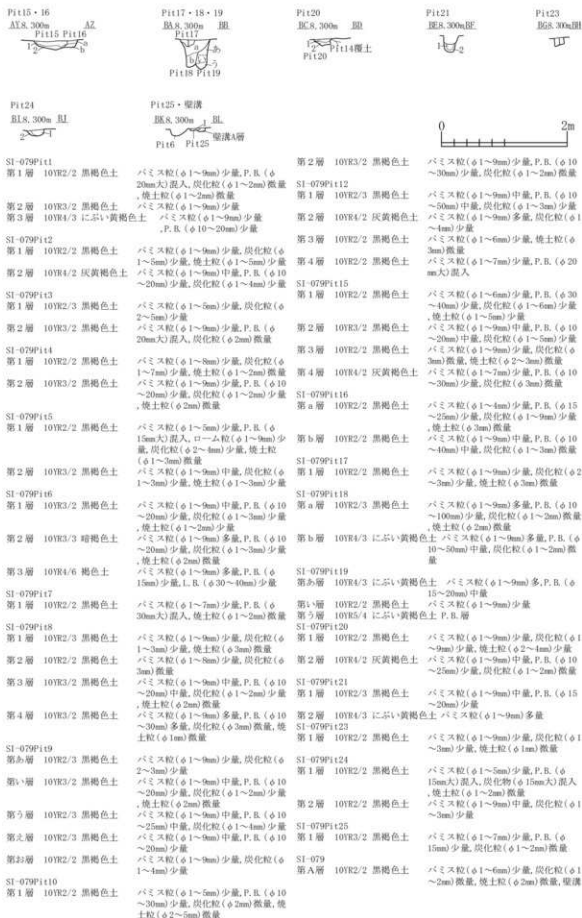 Pit15・16
AY8.300m AZ
Pit15 Pit16
1
2
a
b
Pit17・18・19
BA8.300m BB
Pit17
1
a
b
あ
い
う
Pit18 Pit19
Pit20
BC8.300m BD
1
2
Pit14覆土
Pit20
Pit21
BE8.300m BF
1
2
Pit23
BG8.300m BH
Pit24
BI8.300m BJ
2
1
Pit25・壁溝
BK8.300m BL
1
壁溝A層
Pit6 Pit25
0 2m
SI-079Pit1
第1層 10YR2/2 黒褐色土 パミス粒(φ1~9㎜)少量,P.B.(φ
20㎜大)混入,炭化粒(φ1~2㎜)微量
,焼土粒(φ1~2㎜)微量
第2層 10YR3/2 黒褐色土 パミス粒(φ1~9㎜)少量
第3層 10YR4/3 にぶい黄褐色土 パミス粒(φ1~9㎜)少量
,P.B.(φ10~20㎜)少量
SI-079Pit2
第1層 10YR2/2 黒褐色土 パミス粒(φ1~9㎜)少量,炭化粒(φ
1~5㎜)少量,焼土粒(φ1~5㎜)少量
第2層 10YR4/2 灰黄褐色土 パミス粒(φ1~9㎜)中量,P.B.(φ10
~20㎜)少量,炭化粒(φ1~4㎜)少量
SI-079Pit3
第1層 10YR2/3 黒褐色土 パミス粒(φ1~5㎜)少量,炭化粒(φ
2~5㎜)少量
第2層 10YR3/2 黒褐色土 パミス粒(φ1~9㎜)少量,P.B.(φ
20㎜大)混入,炭化粒(φ2㎜)微量
SI-079Pit4
第1層 10YR2/2 黒褐色土 パミス粒(φ1~8㎜)少量,炭化粒(φ
1~7㎜)少量,焼土粒(φ1~2㎜)微量
第2層 10YR3/2 黒褐色土 パミス粒(φ1~9㎜)少量,P.B.(φ10
~20㎜)少量,炭化粒(φ1~2㎜)少量
,焼土粒(φ2㎜)微量
SI-079Pit5
第1層 10YR2/2 黒褐色土 パミス粒(φ1~5㎜)少量,P.B.(φ
15㎜大)混入,ローム粒(φ1~9㎜)少
量,炭化粒(φ2~4㎜)少量,焼土粒
(φ1~3㎜)微量
第2層 10YR3/2 黒褐色土 パミス粒(φ1~9㎜)中量,炭化粒(φ
1~3㎜)少量,焼土粒(φ1~3㎜)少量
SI-079Pit6
第1層 10YR3/2 黒褐色土 パミス粒(φ1~9㎜)中量,P.B.(φ10
~20㎜)少量,炭化粒(φ1~3㎜)少量
,焼土粒(φ1~2㎜)少量
第2層 10YR3/3 暗褐色土 パミス粒(φ1~9㎜)多量,P.B.(φ10
~20㎜)少量,炭化粒(φ1~3㎜)少量
,焼土粒(φ1~2㎜)微量
第3層 10YR4/6 褐色土 パミス粒(φ1~9㎜)多量,P.B.(φ
15㎜)少量,L.B.(φ30~40㎜)少量
SI-079Pit7
第1層 10YR2/2 黒褐色土 パミス粒(φ1~7㎜)少量,P.B.(φ
30㎜大)混入,焼土粒(φ1~2㎜)微量
SI-079Pit8
第1層 10YR2/3 黒褐色土 パミス粒(φ1~9㎜)少量,炭化粒(φ
1~3㎜)少量,焼土粒(φ3㎜)微量
第2層 10YR2/2 黒褐色土 パミス粒(φ1~8㎜)少量,炭化粒(φ
3㎜)微量
第3層 10YR3/2 黒褐色土 パミス粒(φ1~9㎜)中量,P.B.(φ10
~20㎜)中量,炭化粒(φ1~2㎜)少量
,焼土粒(φ2㎜)微量
第4層 10YR3/2 黒褐色土 パミス粒(φ1~9㎜)多量,P.B.(φ10
~30㎜)多量,炭化粒(φ3㎜)微量,焼
土粒(φ1㎜)微量
SI-079Pit9
第あ層 10YR2/3 黒褐色土 パミス粒(φ1~9㎜)少量,炭化粒(φ
2~3㎜)少量
第い層 10YR3/2 黒褐色土 パミス粒(φ1~9㎜)中量,P.B.(φ10
~20㎜)少量,炭化粒(φ1~2㎜)少量
,焼土粒(φ2㎜)微量
第う層 10YR2/3 黒褐色土 パミス粒(φ1~9㎜)中量,P.B.(φ10
~25㎜)中量,炭化粒(φ1~4㎜)少量
第え層 10YR2/3 黒褐色土 パミス粒(φ1~9㎜)中量,P.B.(φ10
~20㎜)少量
第お層 10YR2/2 黒褐色土 パミス粒(φ1~9㎜)少量,炭化粒(φ
1~4㎜)少量
SI-079Pit10
第1層 10YR2/2 黒褐色土 パミス粒(φ1~5㎜)少量,P.B.(φ10
~30㎜)少量,炭化粒(φ1~2㎜)微量,焼
土粒(φ2~5㎜)微量
第2層 10YR3/2 黒褐色土 パミス粒(φ1~9㎜)少量,P.B.(φ10
~30㎜)少量,炭化粒(φ1~2㎜)微量
SI-079Pit12
第1層 10YR2/3 黒褐色土 パミス粒(φ1~9㎜)中量,P.B.(φ10
~50㎜)中量,炭化粒(φ1~3㎜)少量
第2層 10YR4/2 灰黄褐色土 パミス粒(φ1~9㎜)多量,炭化粒(φ1
~4㎜)少量
第3層 10YR2/2 黒褐色土 パミス粒(φ1~6㎜)少量,焼土粒(φ
3㎜)微量
第4層 10YR2/2 黒褐色土 パミス粒(φ1~7㎜)少量,P.B.(φ20
㎜大)混入
SI-079Pit15
第1層 10YR2/2 黒褐色土 パミス粒(φ1~6㎜)少量,P.B.(φ30
~40㎜)少量,炭化粒(φ1~6㎜)少量
,焼土粒(φ1~5㎜)少量
第2層 10YR3/2 黒褐色土 パミス粒(φ1~9㎜)中量,P.B.(φ10
~20㎜)中量,炭化粒(φ1~5㎜)少量
第3層 10YR2/2 黒褐色土 パミス粒(φ1~9㎜)少量,炭化粒(φ
3㎜)微量,焼土粒(φ2~3㎜)微量
第4層 10YR4/2 灰黄褐色土 パミス粒(φ1~7㎜)少量,P.B.(φ10
~30㎜)少量,炭化粒(φ3㎜)微量
SI-079Pit16
第a層 10YR2/2 黒褐色土 パミス粒(φ1~4㎜)少量,P.B.(φ15
~25㎜)少量,炭化粒(φ1~9㎜)少量
,焼土粒(φ3㎜)微量
第b層 10YR2/2 黒褐色土 パミス粒(φ1~9㎜)中量,P.B.(φ10
~40㎜)中量,炭化粒(φ1~3㎜)微量
SI-079Pit17
第1層 10YR2/2 黒褐色土 パミス粒(φ1~9㎜)少量,炭化粒(φ2
~3㎜)少量,焼土粒(φ3㎜)微量
SI-079Pit18
第a層 10YR2/3 黒褐色土 パミス粒(φ1~9㎜)多量,P.B.(φ10
~100㎜)少量,炭化粒(φ1~2㎜)微量
,焼土粒(φ2㎜)微量
第b層 10YR4/3 にぶい黄褐色土 パミス粒(φ1~9㎜)多量,P.B.(φ
10~50㎜)中量,炭化粒(φ1~2㎜)微
量
SI-079Pit19
第あ層 10YR4/3 にぶい黄褐色土 パミス粒(φ1~9㎜)多,P.B.(φ
15~20㎜)中量
第い層 10YR2/2 黒褐色土 パミス粒(φ1~9㎜)少量
第う層 10YR5/4 にぶい黄褐色土 P.B.層
SI-079Pit20
第1層 10YR2/2 黒褐色土 パミス粒(φ1~9㎜)少量,炭化粒(φ1
~9㎜)少量,焼土粒(φ2~4㎜)少量
第2層 10YR4/2 灰黄褐色土 パミス粒(φ1~9㎜)中量,P.B.(φ10
~25㎜)少量,炭化粒(φ1~2㎜)微量
SI-079Pit21
第1層 10YR2/3 黒褐色土 パミス粒(φ1~9㎜)中量,P.B.(φ15
~20㎜)少量
第2層 10YR4/3 にぶい黄褐色土 パミス粒(φ1~9㎜)多量
SI-079Pit23
第1層 10YR2/2 黒褐色土 パミス粒(φ1~9㎜)少量,炭化粒(φ1
~3㎜)少量,焼土粒(φ1㎜)微量
SI-079Pit24
第1層 10YR2/2 黒褐色土 パミス粒(φ1~5㎜)少量,P.B.(φ
15㎜大)混入,炭化物(φ15㎜大)混入
,焼土粒(φ1~2㎜)微量
第2層 10YR2/2 黒褐色土 パミス粒(φ1~9㎜)中量,炭化粒(φ1
~3㎜)少量
SI-079Pit25
第1層 10YR3/2 黒褐色土 パミス粒(φ1~7㎜)少量,P.B.(φ
15㎜)少量,炭化粒(φ1~2㎜)微量
SI-079
第A層 10YR2/2 黒褐色土 パミス粒(φ1~6㎜)少量,炭化粒(φ1
~2㎜)微量,焼土粒(φ2㎜)微量,壁溝